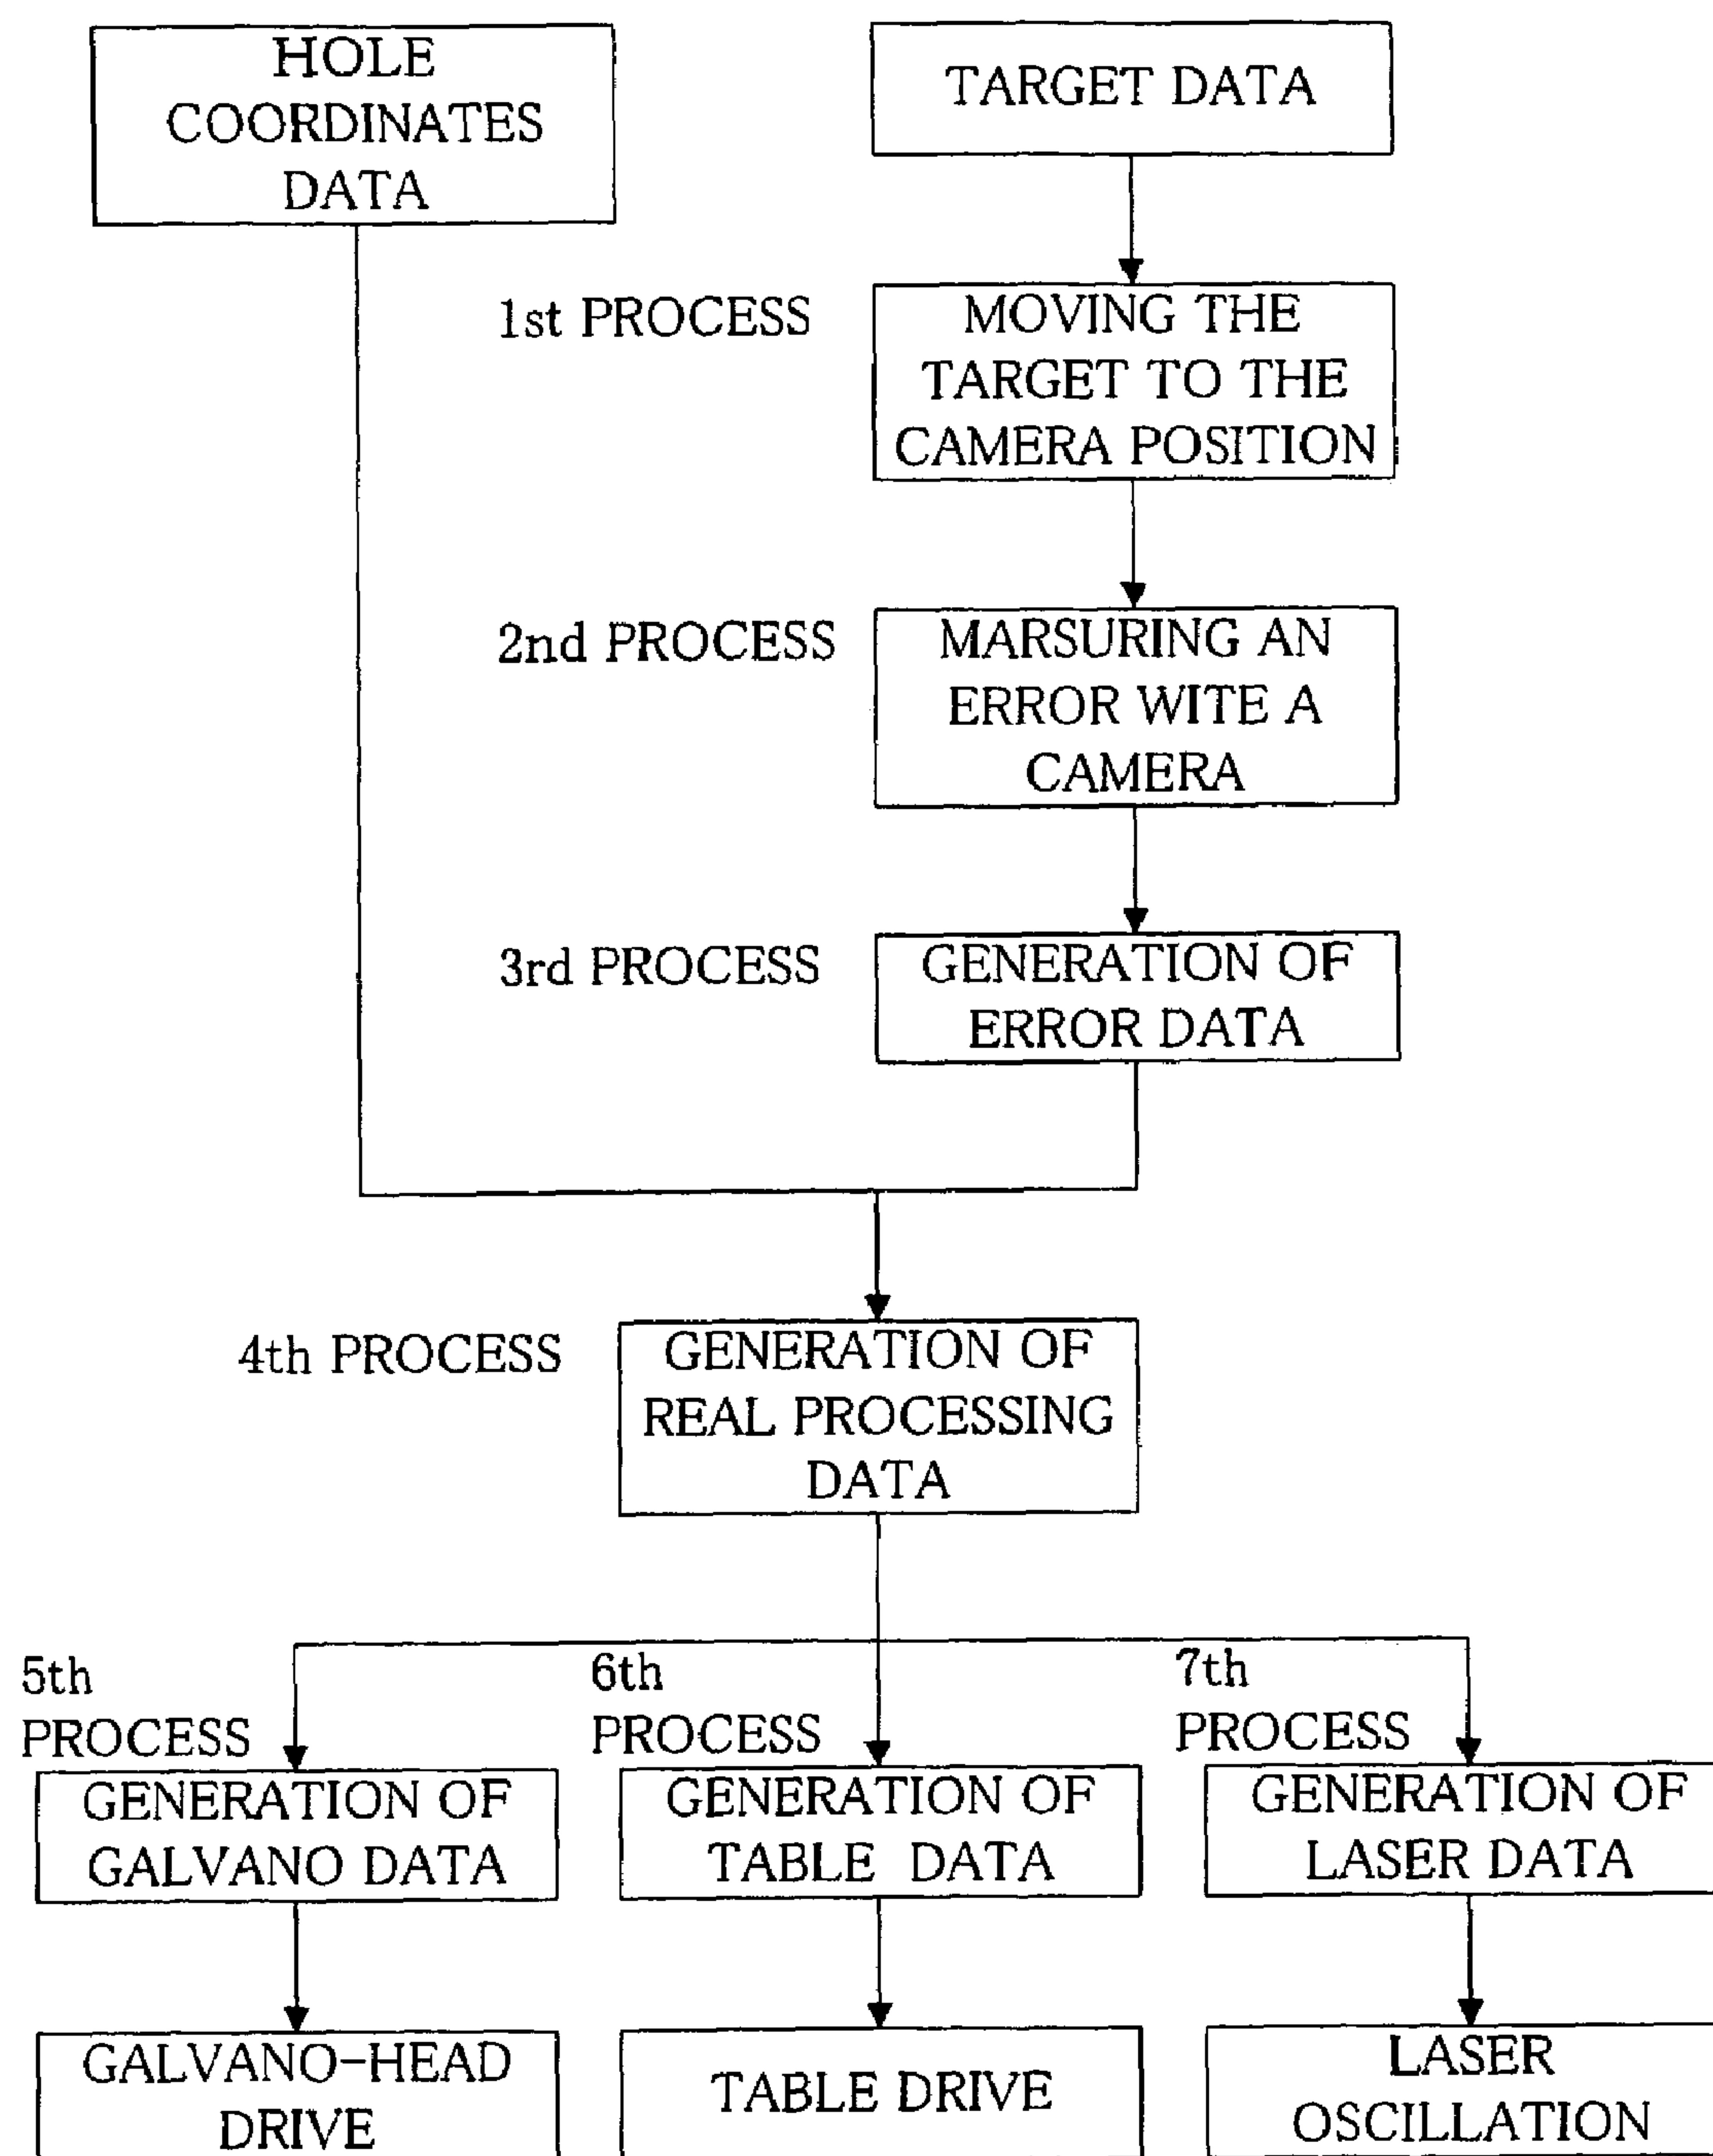 HOLE
COORDINATES
DATA
TARGET DATA
1st PROCESS
MOVING THE
TARGET TO THE
CAMERA POSITION
2nd PROCESS
MARSURING AN
ERROR WITE A
CAMERA
3rd PROCESS
GENERATION OF
ERROR DATA
4th PROCESS
GENERATION OF
REAL PROCESSING
DATA
5th
PROCESS
GENERATION OF
GALVANO DATA
6th
PROCESS
GENERATION OF
TABLE DATA
7th
PROCESS
GENERATION OF
LASER DATA
GALVANO-HEAD
DRIVE
TABLE DRIVE
LASER
OSCILLATION